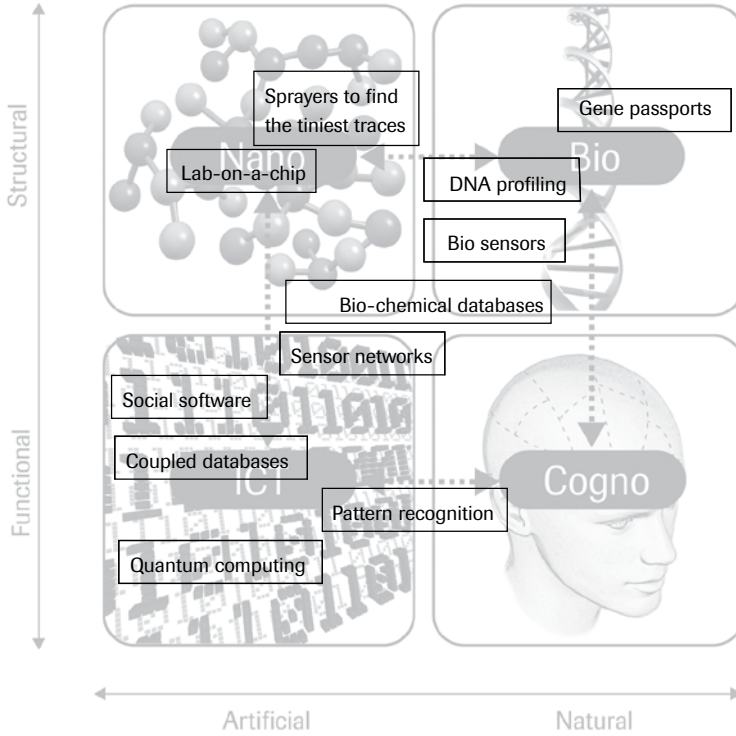 Structural
Sprayers to find
the tiniest traces
Gene passports
Nano
Bio
Lab-on-a-chip
DNA profiling
Bio sensors
Bio-chemical databases
Sensor networks
Social software
Functional
Coupled databases
ICT
Cogno
Pattern recognition
Quantum computing
Artificial
Natural